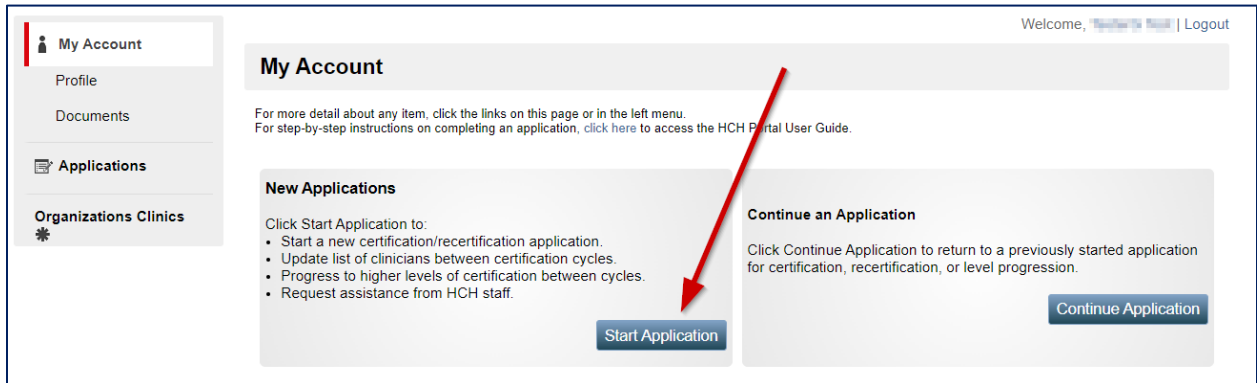 Welcome, | Logout
My Account
Profile
Documents
Applications
Organizations Clinics
My Account
For more detail about any item, click the links on this page or in the left menu.
For step-by-step instructions on completing an application, click here to access the HCH Portal User Guide.
New Applications
Click Start Application to:
• Start a new certification/recertification application.
• Update list of clinicians between certification cycles.
• Progress to higher levels of certification between cycles.
• Request assistance from HCH staff.
Start Application
Continue an Application
Click Continue Application to return to a previously started application
for certification, recertification, or level progression.
Continue Application